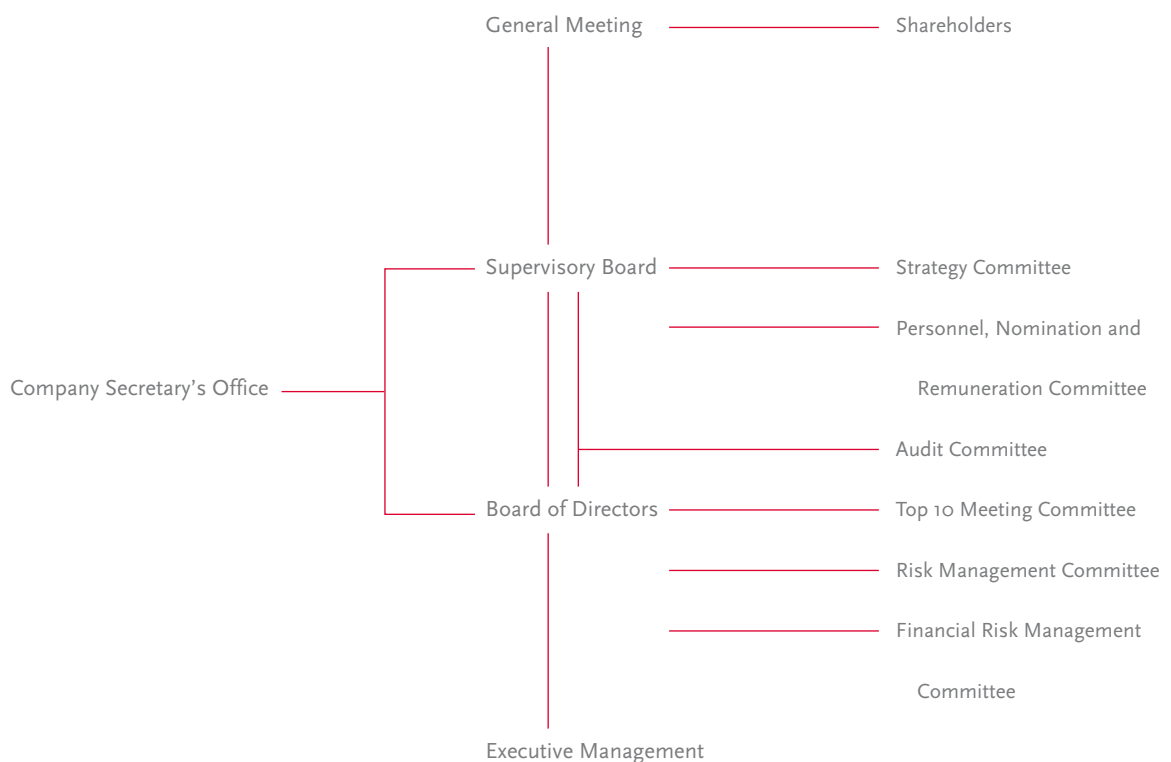 General Meeting
Shareholders
Supervisory Board
Strategy Committee
Personnel, Nomination and
Remuneration Committee
Company Secretary’s Office
Audit Committee
Board of Directors
Top 10 Meeting Committee
Risk Management Committee
Financial Risk Management
Committee
Executive Management